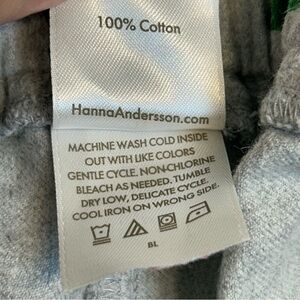 100% Cotton
HannaAndersson.com
MACHINE WASH COLD INSIDE
OUT WITH LIKE COLORS
GENTLE CYCLE. NON-CHLORINE
BLEACH AS NEEDED. TUMBLE
DRY LOW, DELICATE CYCLE.
COOL IRON ON WRONG SIDE.
BL